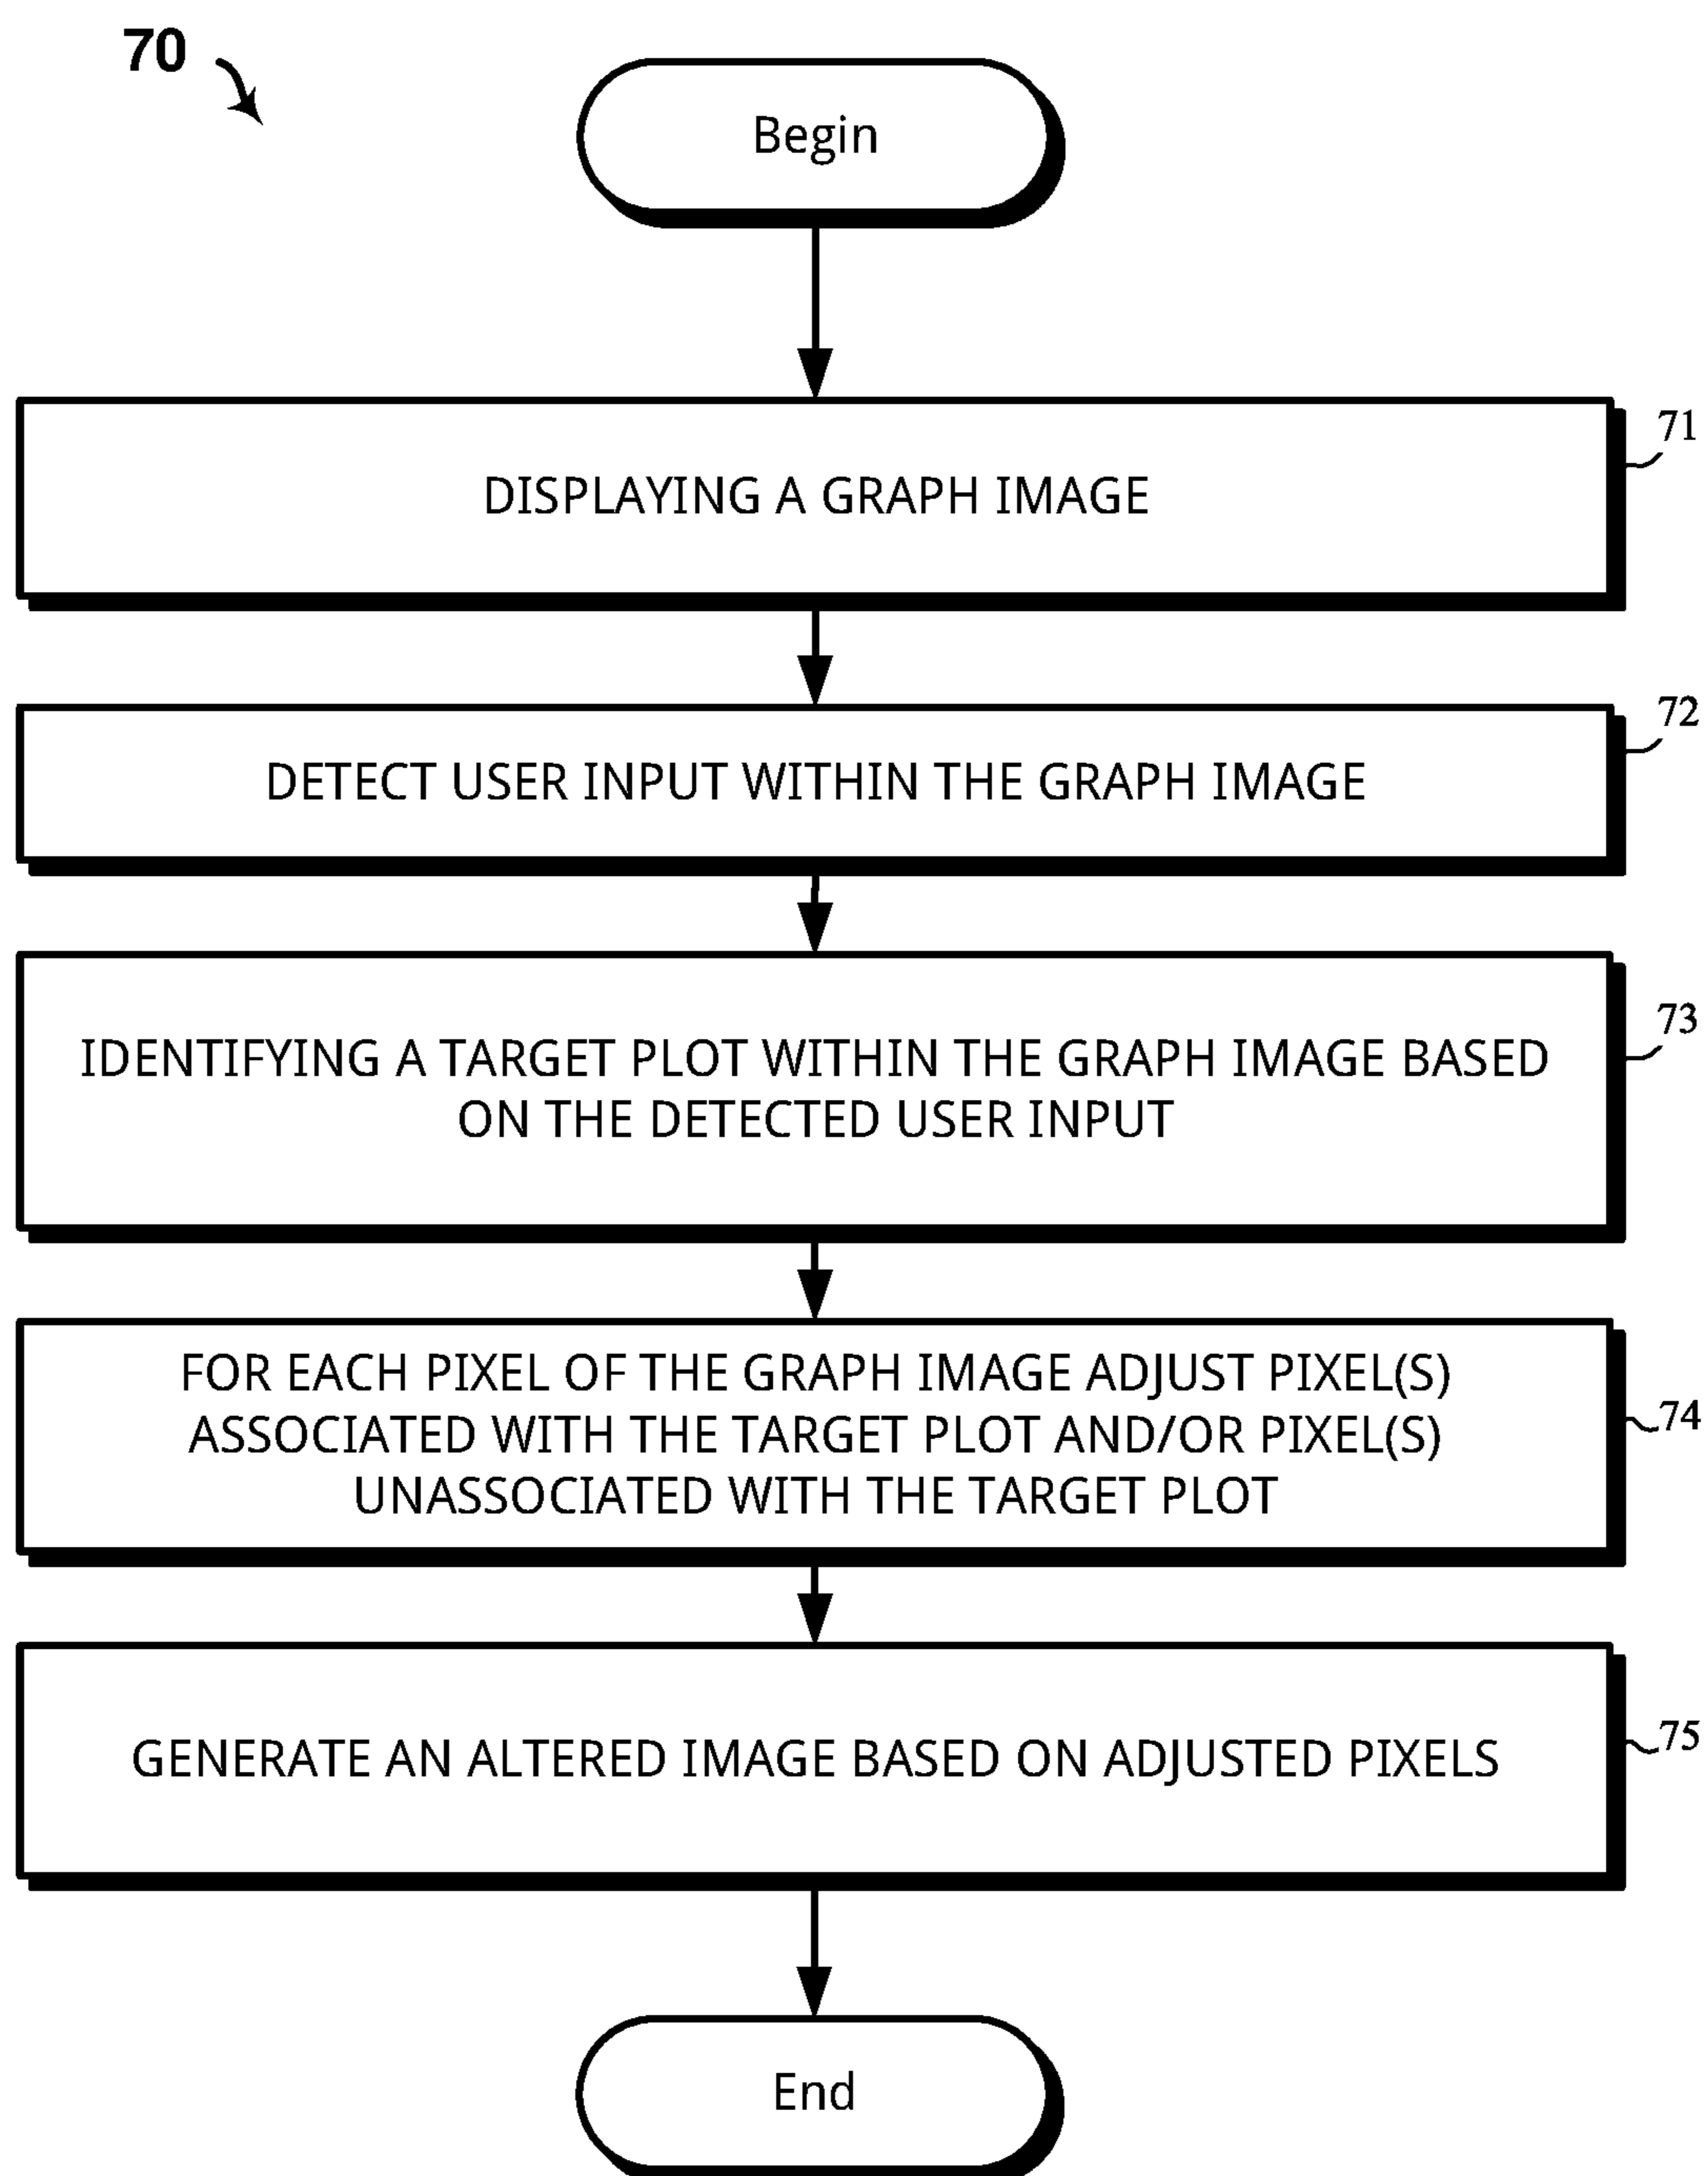 70
Begin
71
DISPLAYING A GRAPH IMAGE
72
DETECT USER INPUT WITHIN THE GRAPH IMAGE
73
IDENTIFYING A TARGET PLOT WITHIN THE GRAPH IMAGE BASED
ON THE DETECTED USER INPUT
FOR EACH PIXEL OF THE GRAPH IMAGE ADJUST PIXEL(S)
ASSOCIATED WITH THE TARGET PLOT AND/OR PIXEL(S)
UNASSOCIATED WITH THE TARGET PLOT
74
GENERATE AN ALTERED IMAGE BASED ON ADJUSTED PIXELS
75
End